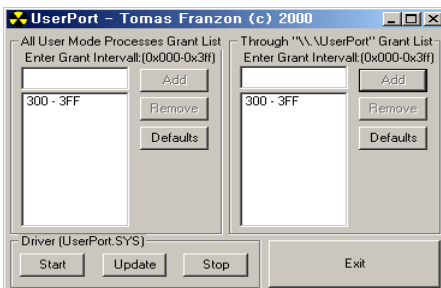 UserPort - Tomas Franzon (c) 2000
All User Mode Processes Grant List
Enter Grant Intervall:(0x000-0x3ff)
Add
300 - 3FF
Remove
Defaults
Through "\\.\UserPort" Grant List
Enter Grant Intervall:(0x000-0x3ff)
Add
300 - 3FF
Remove
Defaults
Driver (UserPort.SYS)
Start
Update
Stop
Exit